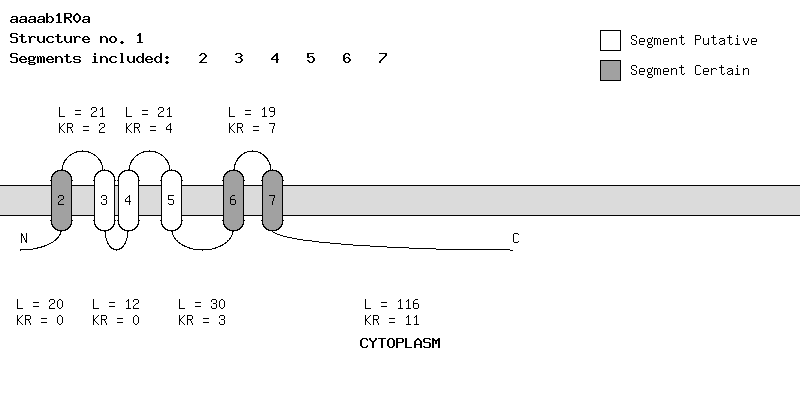 aaaab1R0a
Structure no. 1
Segments included: 2 3 4 5 6 7
Segment Putative
Segment Certain
L = 21 L = 21 L = 19
KR = 2 KR = 4 KR = 7
2 3 4 5 6 7
N C
L = 20 L = 12 L = 30 L = 116
KR = 0 KR = 0 KR = 3 KR = 11
CYTOPLASM